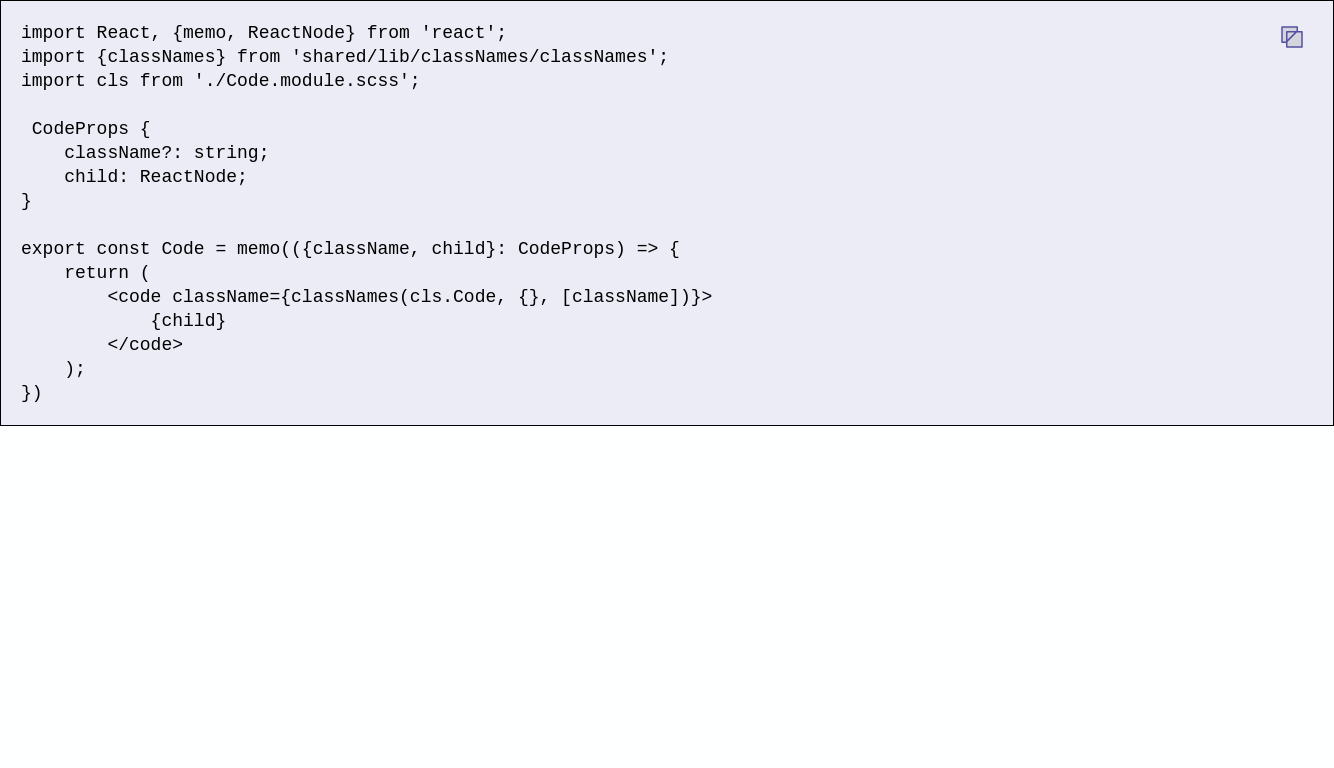 import React, {memo, ReactNode} from 'react';
import {classNames} from 'shared/lib/classNames/classNames';
import cls from './Code.module.scss';

 CodeProps {
    className?: string;
    child: ReactNode;
}

export const Code = memo(({className, child}: CodeProps) => {
    return (
        <code className={classNames(cls.Code, {}, [className])}>
            {child}
        </code>
    );
})